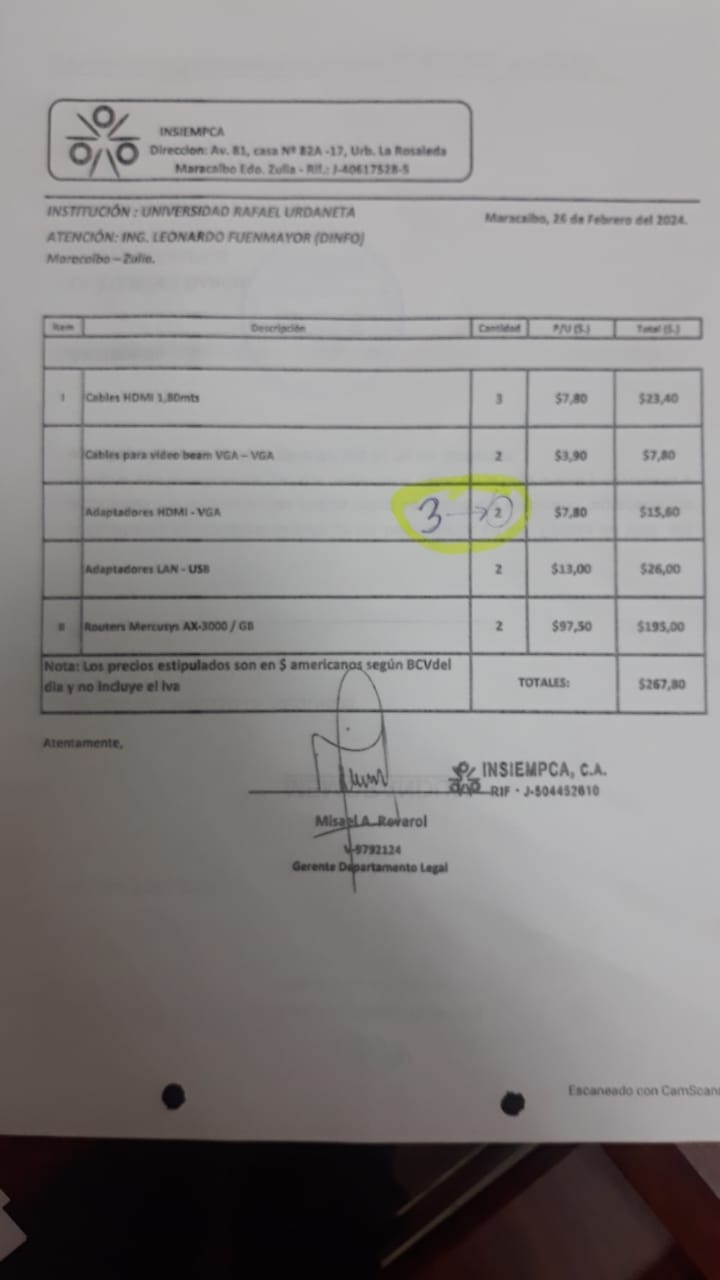 INSIEMPCA
Direccion: Av. 81, casa Nº 82A -17, Urb. La Rosaleda
Maracaibo Edo. Zulia - Rif.: J-40617528-5
INSTITUCIÓN : UNIVERSIDAD RAFAEL URDANETA
Maracaibo, 26 de Febrero del 2024.
ATENCIÓN: ING. LEONARDO FUENMAYOR (DINFO)
Maracaibo – Zulia.
Item Descripción Cantidad P/U ($.) Total ($.)
I Cables HDMI 1,80mts 3 $7,80 $23,40
Cables para video beam VGA – VGA 2 $3,90 $7,80
Adaptadores HDMI - VGA 3 → 2 $7,80 $15,60
Adaptadores LAN - USB 2 $13,00 $26,00
II Routers Mercusys AX-3000 / GB 2 $97,50 $195,00
Nota: Los precios estipulados son en $ americanos según BCVdel
dia y no incluye el iva
TOTALES: $267,80
Atentamente,
INSIEMPCA, C.A.
RIF - J-504452610
Misael A. Rovarol
V-9792124
Gerente Departamento Legal
Escaneado con CamScan